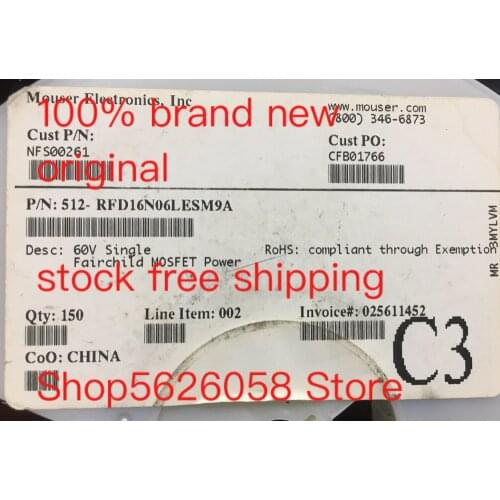 Mouser Electronics, Inc
www.mouser.com
(800) 346-6873
100% brand new
Cust P/N:
NFS00261
Cust PO:
CFB01766
original
P/N: 512- RFD16N06LESM9A
Desc: 60V Single
Fairchild MOSFET Power
RoHS: compliant through Exemption
stock free shipping
Qty: 150
Line Item: 002
Invoice#: 025611452
CoO: CHINA
C3
Shop5626058 Store